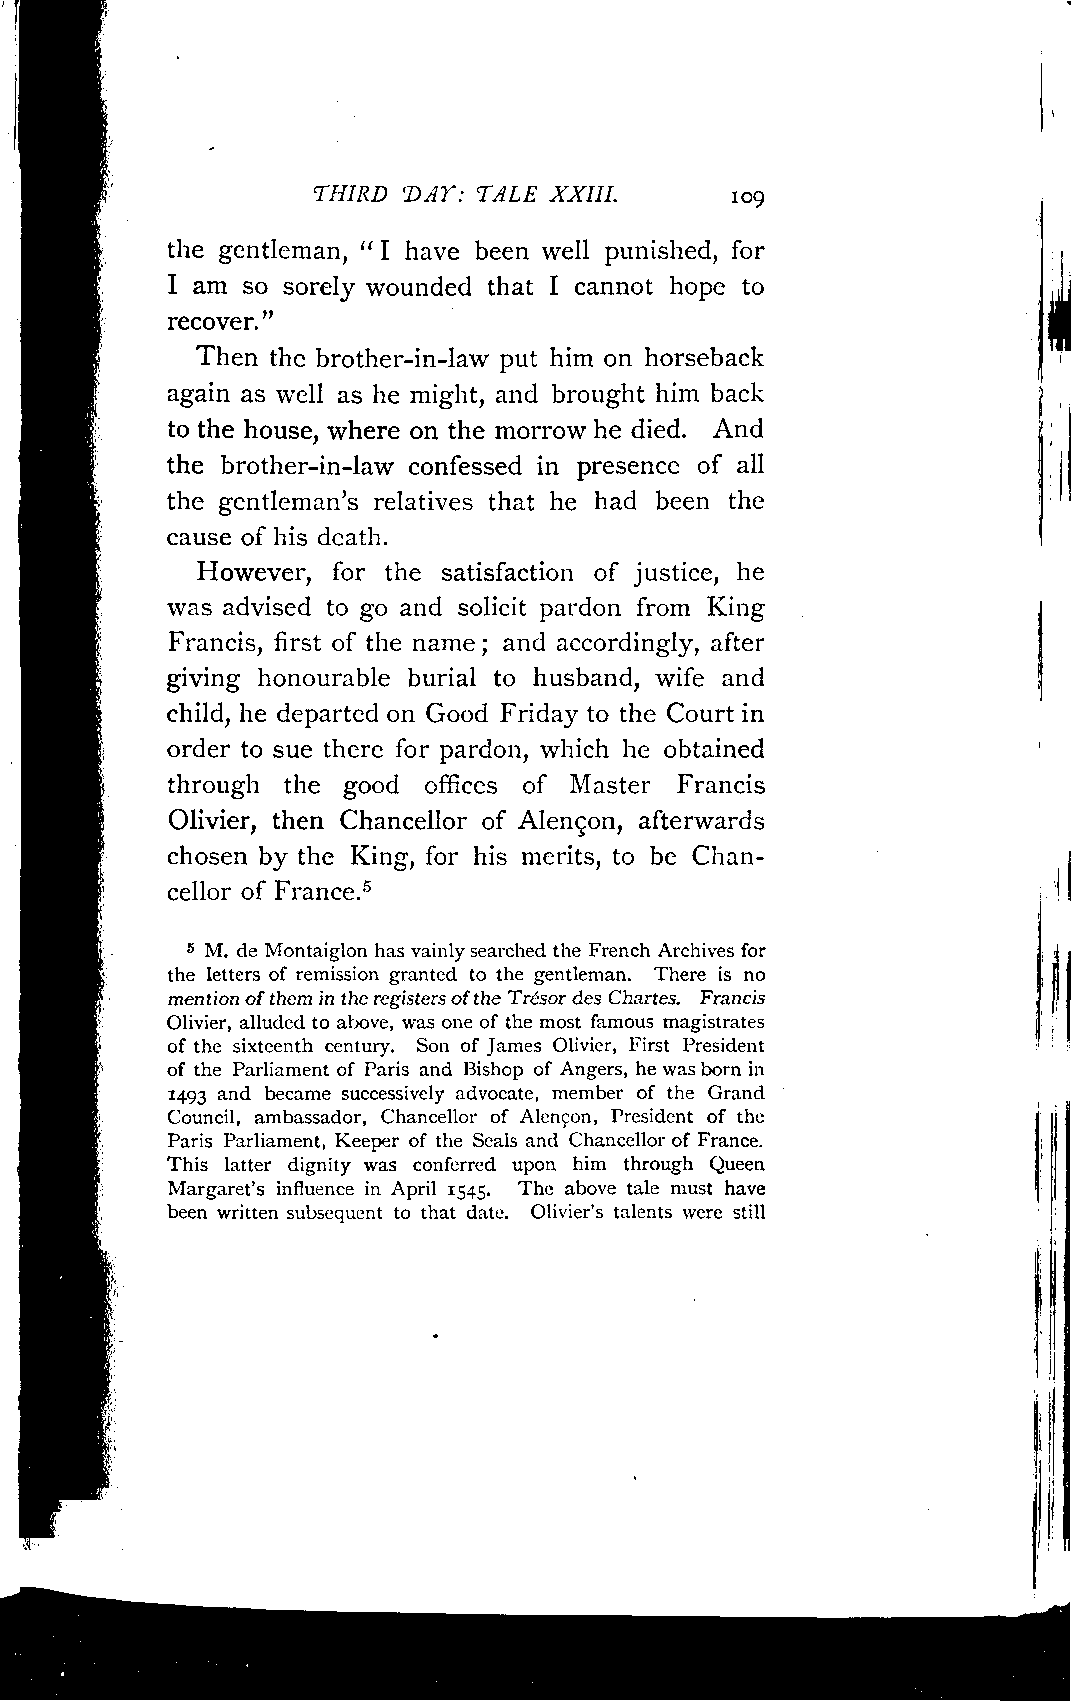 THIRD DAY: TALE XXIII. 109
the gentleman, "I have been well punished, for
I am so sorely wounded that I cannot hope to
recover."
Then the brother-in-law put him on horseback
again as well as he might, and brought him back
to the house, where on the morrow he died. And
the brother-in-law confessed in presence of all
the gentleman's relatives that he had been the
cause of his death.
However, for the satisfaction of justice, he
was advised to go and solicit pardon from King
Francis, first of the name; and accordingly, after
giving honourable burial to husband, wife and
child, he departed on Good Friday to the Court in
order to sue there for pardon, which he obtained
through the good offices of Master Francis
Olivier, then Chancellor of Alençon, afterwards
chosen by the King, for his merits, to be Chan-
cellor of France.⁵
⁵ M. de Montaiglon has vainly searched the French Archives for
the letters of remission granted to the gentleman. There is no
mention of them in the registers of the Trésor des Chartes. Francis
Olivier, alluded to above, was one of the most famous magistrates
of the sixteenth century. Son of James Olivier, First President
of the Parliament of Paris and Bishop of Angers, he was born in
1493 and became successively advocate, member of the Grand
Council, ambassador, Chancellor of Alençon, President of the
Paris Parliament, Keeper of the Seals and Chancellor of France.
This latter dignity was conferred upon him through Queen
Margaret's influence in April 1545. The above tale must have
been written subsequent to that date. Olivier's talents were still